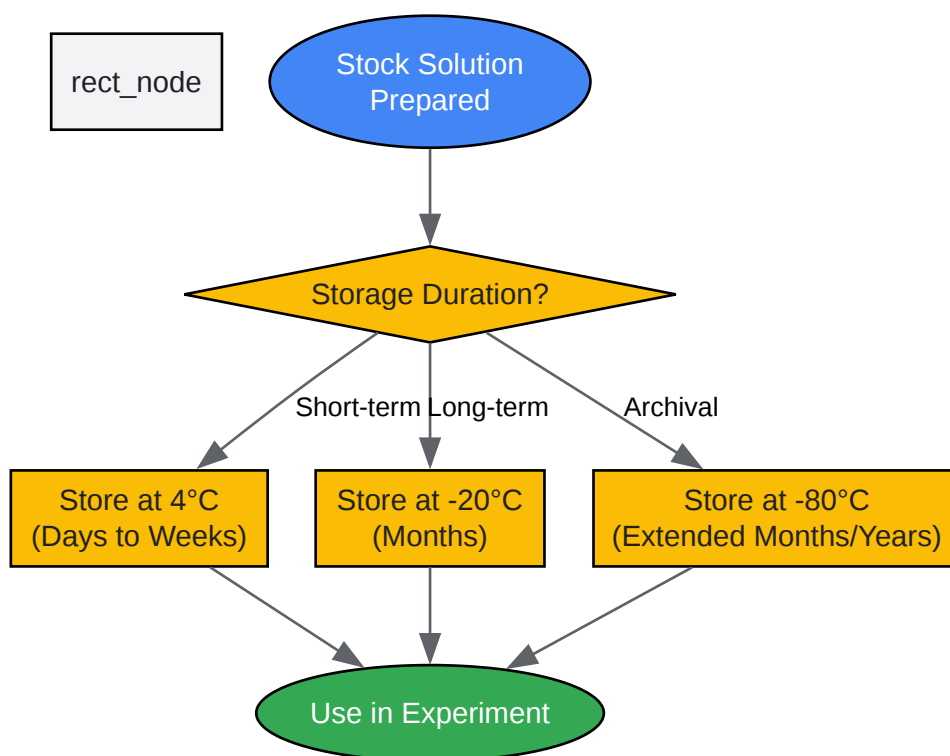 rect_node
Stock Solution
Prepared
Storage Duration?
Short-term
Long-term
Archival
Store at 4°C
(Days to Weeks)
Store at -20°C
(Months)
Store at -80°C
(Extended Months/Years)
Use in Experiment